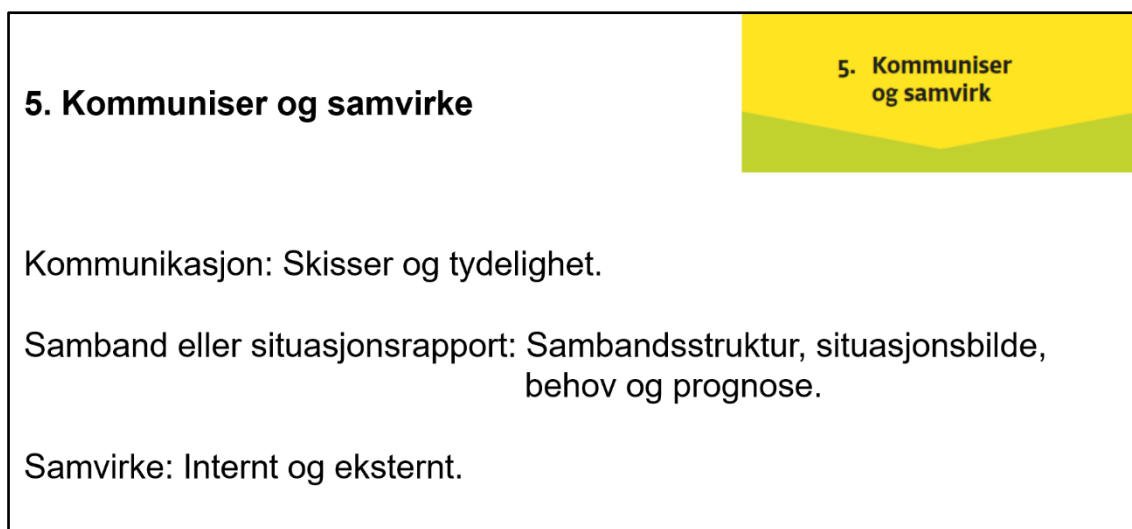 5. Kommuniser og samvirke
5. Kommuniser
og samvirk
Kommunikasjon: Skisser og tydelighet.
Samband eller situasjonsrapport: Sambandsstruktur, situasjonsbilde,
behov og prognose.
Samvirke: Internt og eksternt.